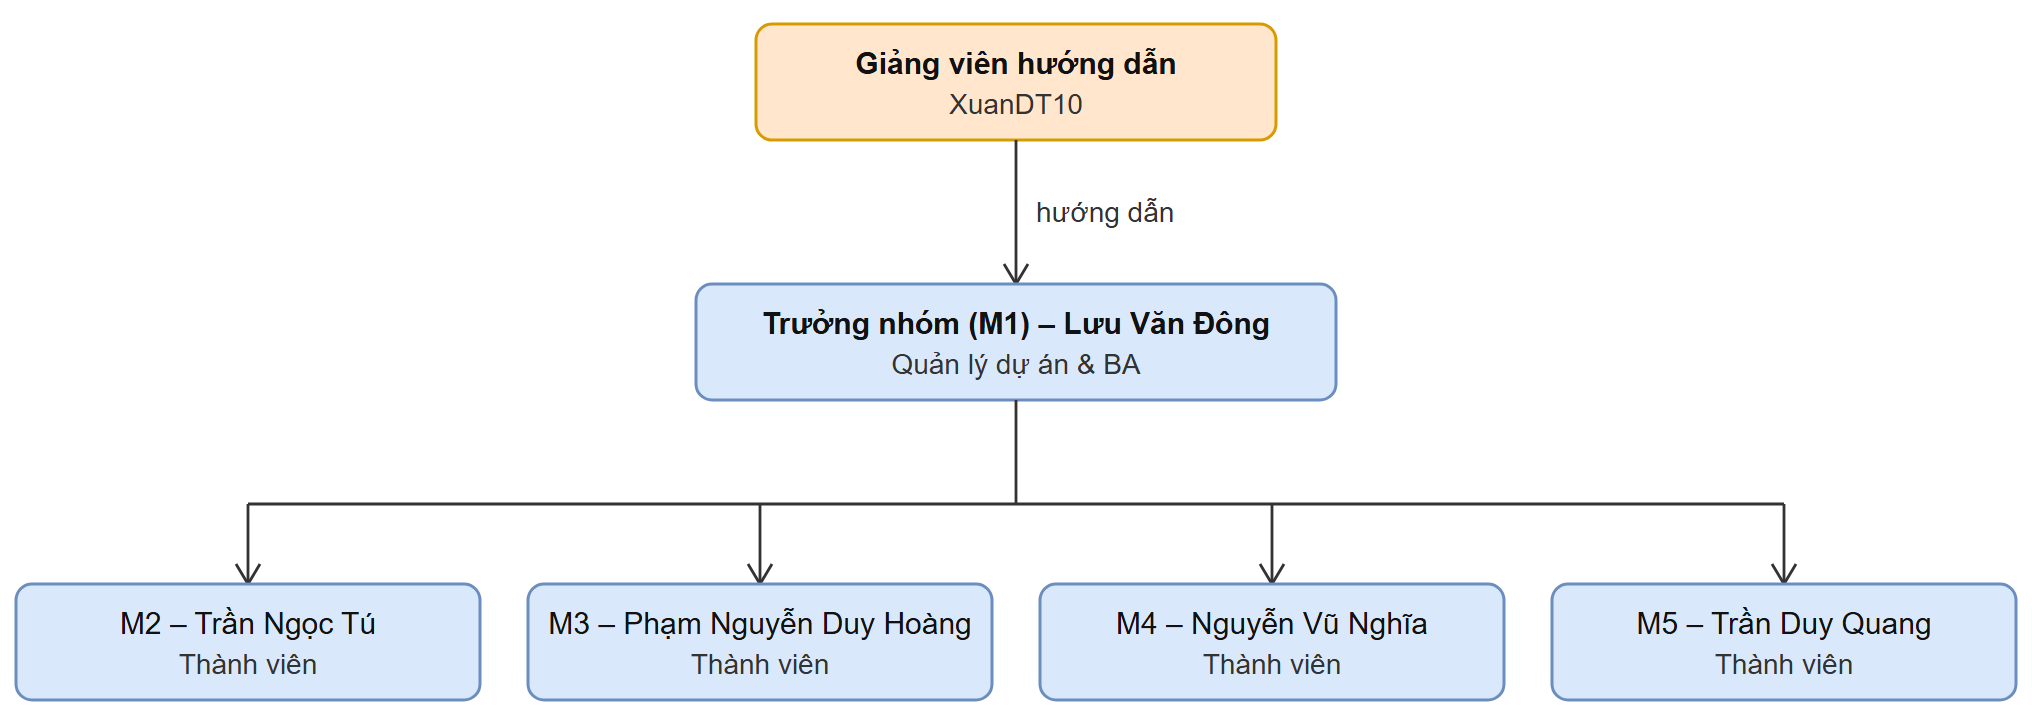 Giảng viên hướng dẫn
XuanDT10
hướng dẫn
Trưởng nhóm (M1) – Lưu Văn Đông
Quản lý dự án & BA
M2 – Trần Ngọc Tú
Thành viên
M3 – Phạm Nguyễn Duy Hoàng
Thành viên
M4 – Nguyễn Vũ Nghĩa
Thành viên
M5 – Trần Duy Quang
Thành viên